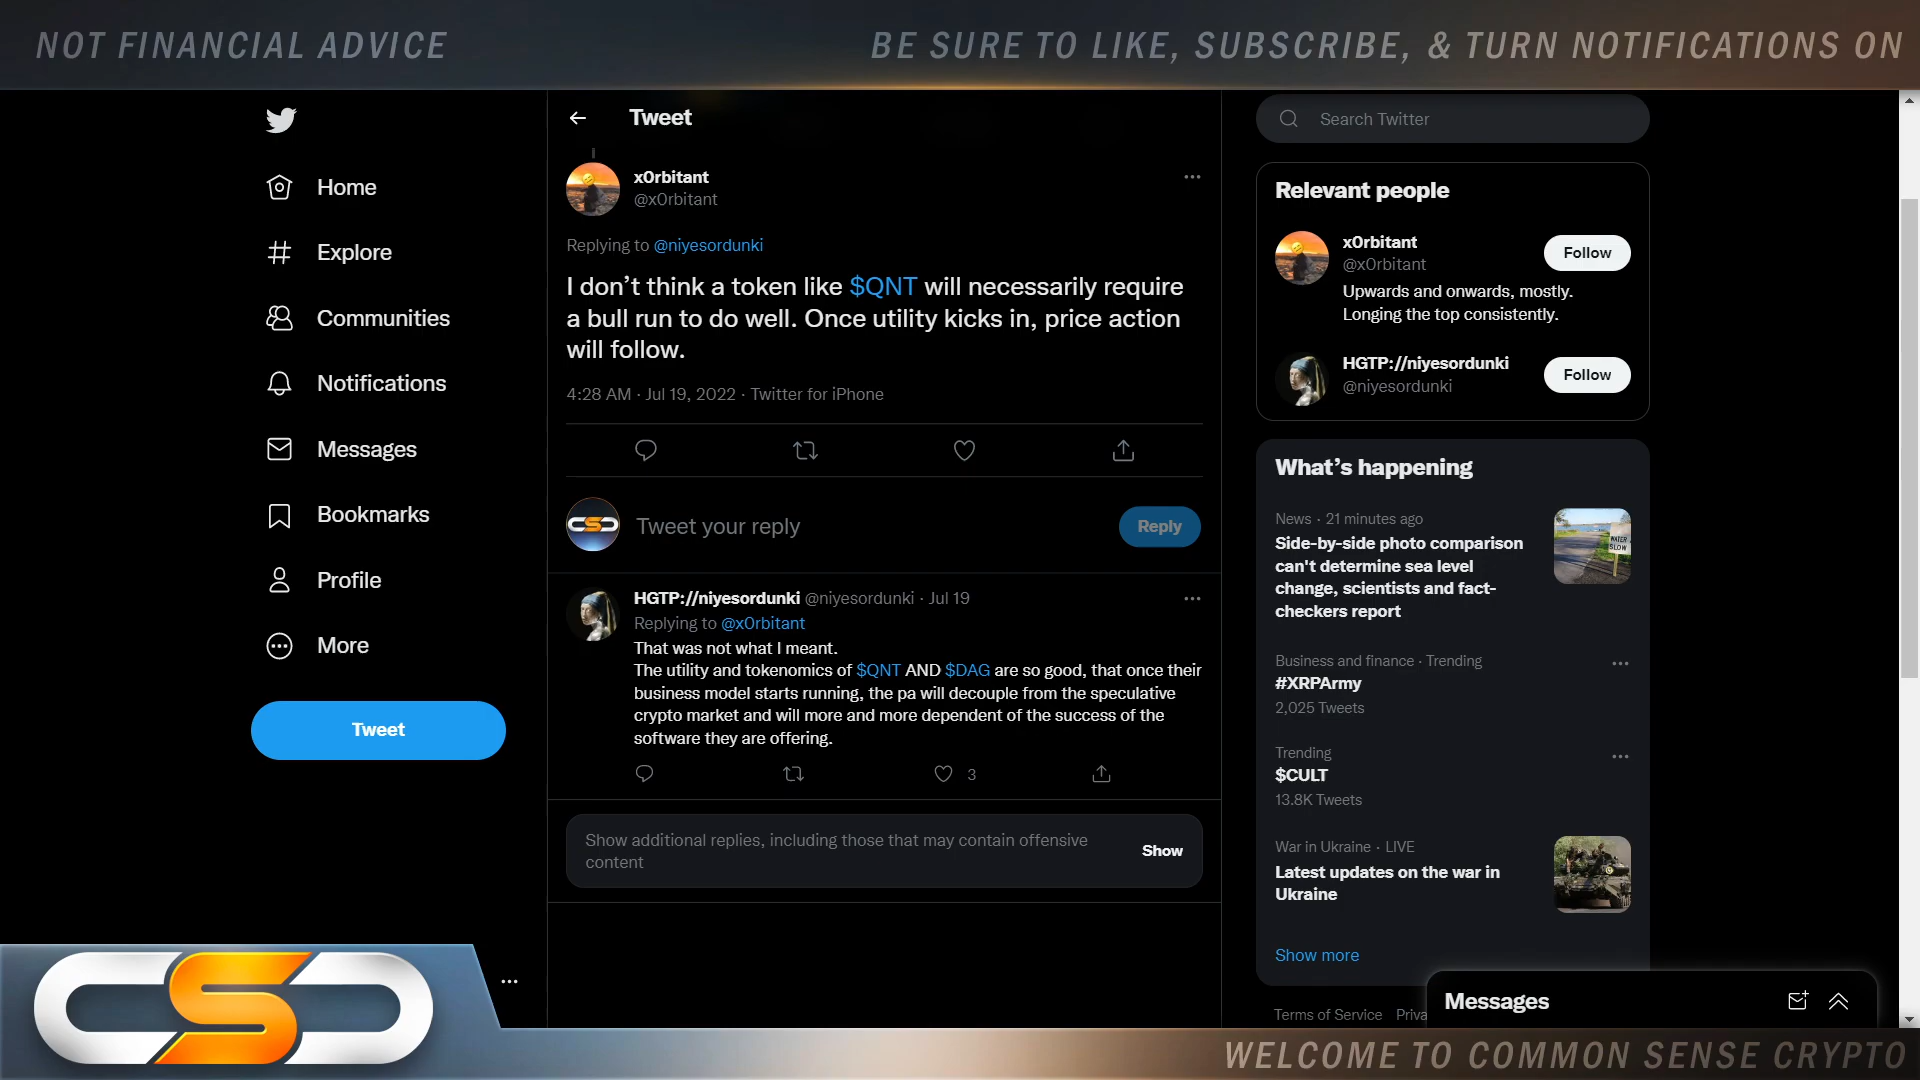 NOT FINANCIAL ADVICE
BE SURE TO LIKE, SUBSCRIBE, & TURN NOTIFICATIONS ON
Home
Explore
Communities
Notifications
Messages
Bookmarks
Profile
More
Tweet
Tweet
x0rbitant
@x0rbitant
Replying to @niyesordunki
I don’t think a token like $QNT will necessarily require
a bull run to do well. Once utility kicks in, price action
will follow.
4:28 AM · Jul 19, 2022 · Twitter for iPhone
Tweet your reply
Reply
HGTP://niyesordunki @niyesordunki · Jul 19
Replying to @x0rbitant
That was not what I meant.
The utility and tokenomics of $QNT AND $DAG are so good, that once their
business model starts running, the pa will decouple from the speculative
crypto market and will more and more dependent of the success of the
software they are offering.
3
Show additional replies, including those that may contain offensive
content
Show
Search Twitter
Relevant people
x0rbitant
@x0rbitant
Follow
Upwards and onwards, mostly.
Longing the top consistently.
HGTP://niyesordunki
@niyesordunki
Follow
What’s happening
News · 21 minutes ago
Side-by-side photo comparison
can't determine sea level
change, scientists and fact-
checkers report
WATER
SLOW
Business and finance · Trending
#XRPArmy
2,025 Tweets
Trending
$CULT
13.8K Tweets
War in Ukraine · LIVE
Latest updates on the war in
Ukraine
Show more
Terms of Service Priva
Messages
CSC
WELCOME TO COMMON SENSE CRYPTO